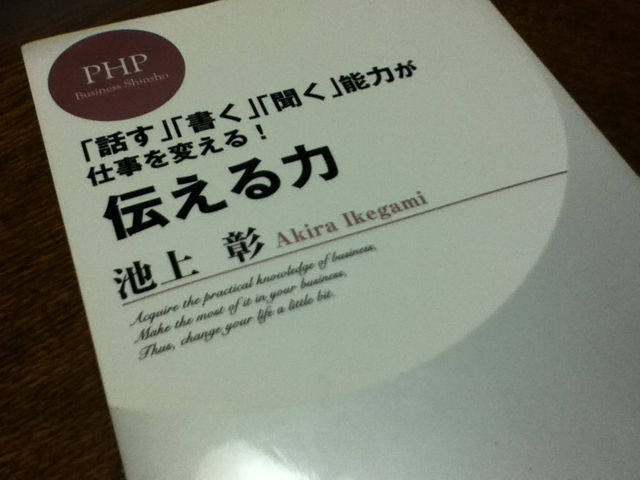 PHP
Business Shinsho
「話す」「書く」「聞く」能力が
仕事を変える!
伝える力
池上 彰 Akira Ikegami
Acquire the practical knowledge of business,
Make the most of it in your business,
Thus, change your life a little bit.